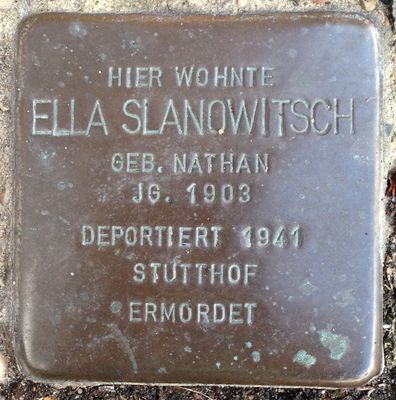 HIER WOHNTE
ELLA SLANOWITSCH
GEB. NATHAN
JG. 1903
DEPORTIERT 1941
STUTTHOF
ERMORDET